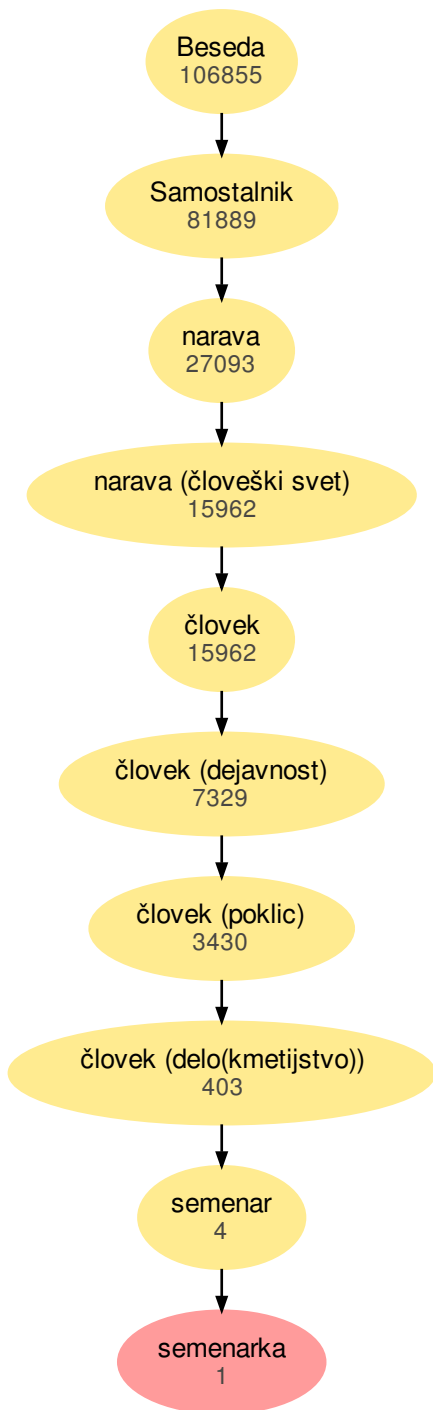 Beseda
106855
Samostalnik
81889
narava
27093
narava (človeški svet)
15962
človek
15962
človek (dejavnost)
7329
človek (poklic)
3430
človek (delo(kmetijstvo))
403
semenar
4
semenarka
1